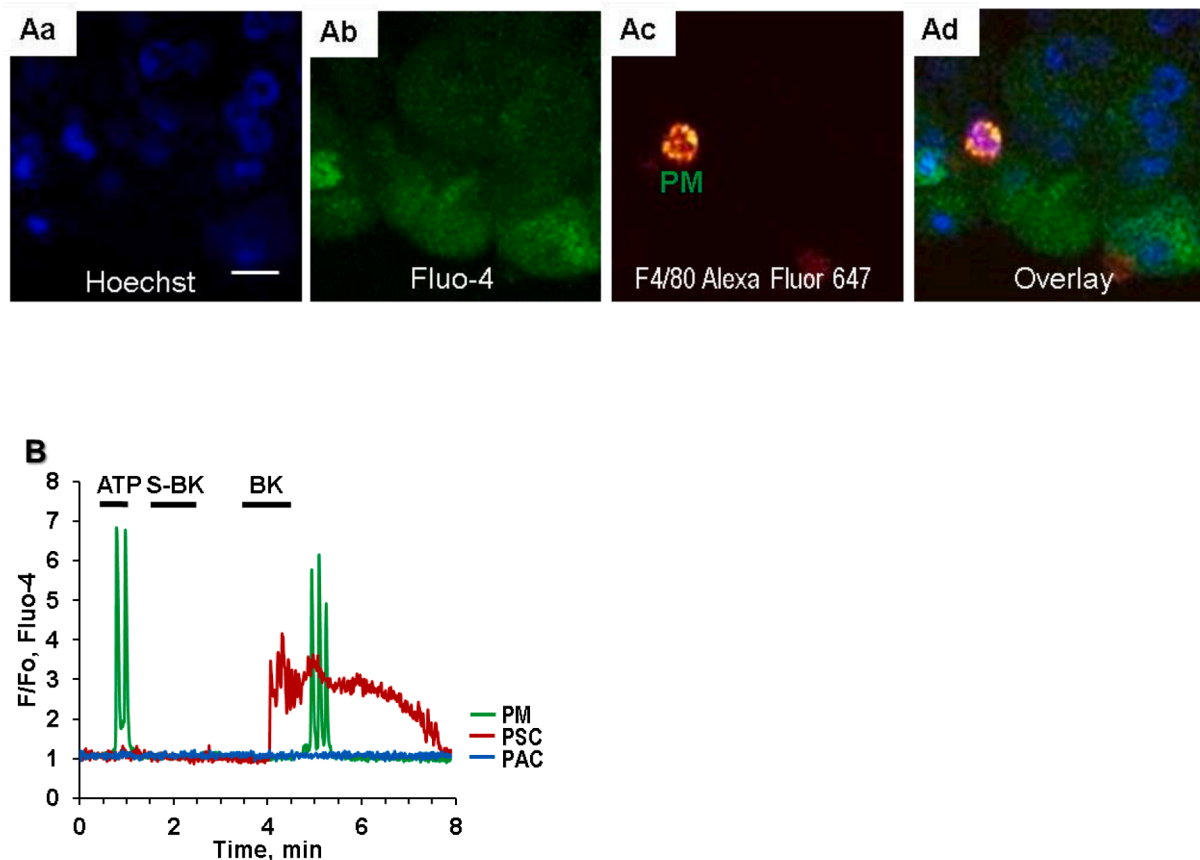 Aa
Ab
Ac
Ad
PM
Hoechst
Fluo-4
F4/80 Alexa Fluor 647
Overlay
B
8
ATP S-BK BK
7
6
5
4
3
2
1
0
F/Fo, Fluo-4
PM
PSC
PAC
0 2 4 6 8
Time, min